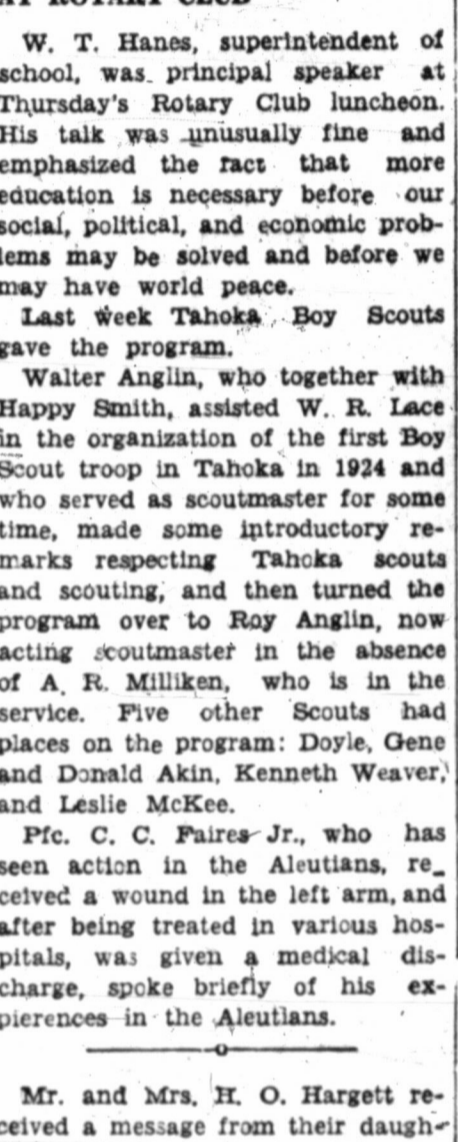 AT ROTARY CLUB
W. T. Hanes, superintendent of
school, was principal speaker at
Thursday's Rotary Club luncheon.
His talk was unusually fine and
emphasized the fact that more
education is necessary before our
social, political, and economic prob-
lems may be solved and before we
may have world peace.
Last week Tahoka Boy Scouts
gave the program.
Walter Anglin, who together with
Happy Smith, assisted W. R. Lace
in the organization of the first Boy
Scout troop in Tahoka in 1924 and
who served as scoutmaster for some
time, made some introductory re-
marks respecting Tahoka scouts
and scouting, and then turned the
program over to Roy Anglin, now
acting scoutmaster in the absence
of A. R. Milliken, who is in the
service. Five other Scouts had
places on the program: Doyle, Gene
and Donald Akin, Kenneth Weaver,
and Leslie McKee.
Pfc. C. C. Faires Jr., who has
seen action in the Aleutians, re-
ceived a wound in the left arm, and
after being treated in various hos-
pitals, was given a medical dis-
charge, spoke briefly of his ex-
pierences in the Aleutians.
o
Mr. and Mrs. H. O. Hargett re-
ceived a message from their daugh-